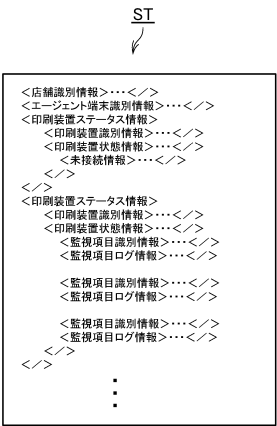 ST
<店舗識別情報>・・・</>
<エージェント端末識別情報>・・・</>
<印刷装置ステータス情報>
<印刷装置識別情報>・・・</>
<印刷装置状態情報>・・・</>
<未接続情報>・・・</>
</>
</>
<印刷装置ステータス情報>
<印刷装置識別情報>・・・</>
<印刷装置状態情報>・・・</>
<監視項目識別情報>・・・</>
<監視項目ログ情報>・・・</>
<監視項目識別情報>・・・</>
<監視項目ログ情報>・・・</>
<監視項目識別情報>・・・</>
<監視項目ログ情報>・・・</>
</>
</>
・
・
・